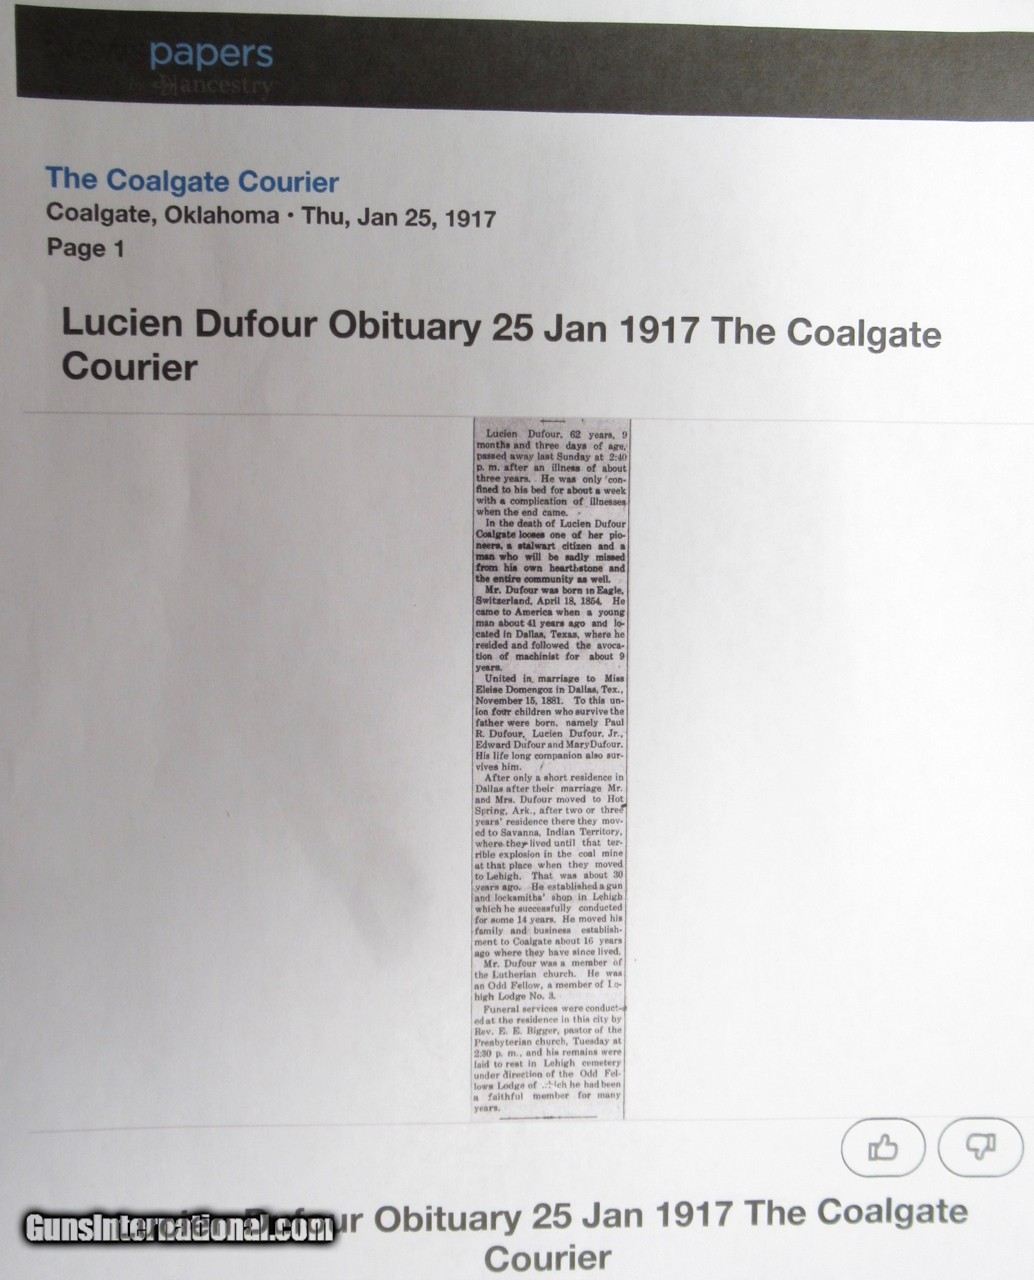 papers
ancestry
The Coalgate Courier
Coalgate, Oklahoma • Thu, Jan 25, 1917
Page 1
Lucien Dufour Obituary 25 Jan 1917 The Coalgate
Courier
Lucien Dufour, 62 years, 9
months and three days of age,
passed away last Sunday at 2:40
p. m. after an illness of about
three years. He was only con-
fined to his bed for about a week
with a complication of illnesses
when the end came.
In the death of Lucien Dufour
Coalgate looses one of her pio-
neers, a stalwart citizen and a
man who will be sadly missed
from his own hearthstone and
the entire community as well.
Mr. Dufour was born in Eagle,
Switzerland, April 18, 1854. He
came to America when a young
man about 41 years ago and lo-
cated in Dallas, Texas, where he
resided and followed the avoca-
tion of machinist for about 9
years.
United in marriage to Miss
Eleise Domengoz in Dallas, Tex.,
November 15, 1881. To this un-
ion four children who survive the
father were born, namely Paul
R. Dufour, Lucien Dufour, Jr.,
Edward Dufour and Mary Dufour.
His life long companion also sur-
vives him.
After only a short residence in
Dallas after their marriage Mr.
and Mrs. Dufour moved to Hot
Spring, Ark., after two or three
years' residence there they mov-
ed to Savanna, Indian Territory,
where they lived until that ter-
rible explosion in the coal mine
at that place when they moved
to Lehigh. That was about 30
years ago. He established a gun
and locksmiths' shop in Lehigh
which he successfully conducted
for some 14 years. He moved his
family and business establish-
ment to Coalgate about 16 years
ago where they have since lived.
Mr. Dufour was a member of
the Lutherian church. He was
an Odd Fellow, a member of Le-
high Lodge No. 3.
Funeral services were conduct-
ed at the residence in this city by
Rev. E. E. Bigger, pastor of the
Presbyterian church, Tuesday at
2:30 p. m., and his remains were
laid to rest in Lehigh cemetery
under direction of the Odd Fel-
lows Lodge of which he had been
a faithful member for many
years.
Lucien Dufour Obituary 25 Jan 1917 The Coalgate
Courier
GunsInternational.com